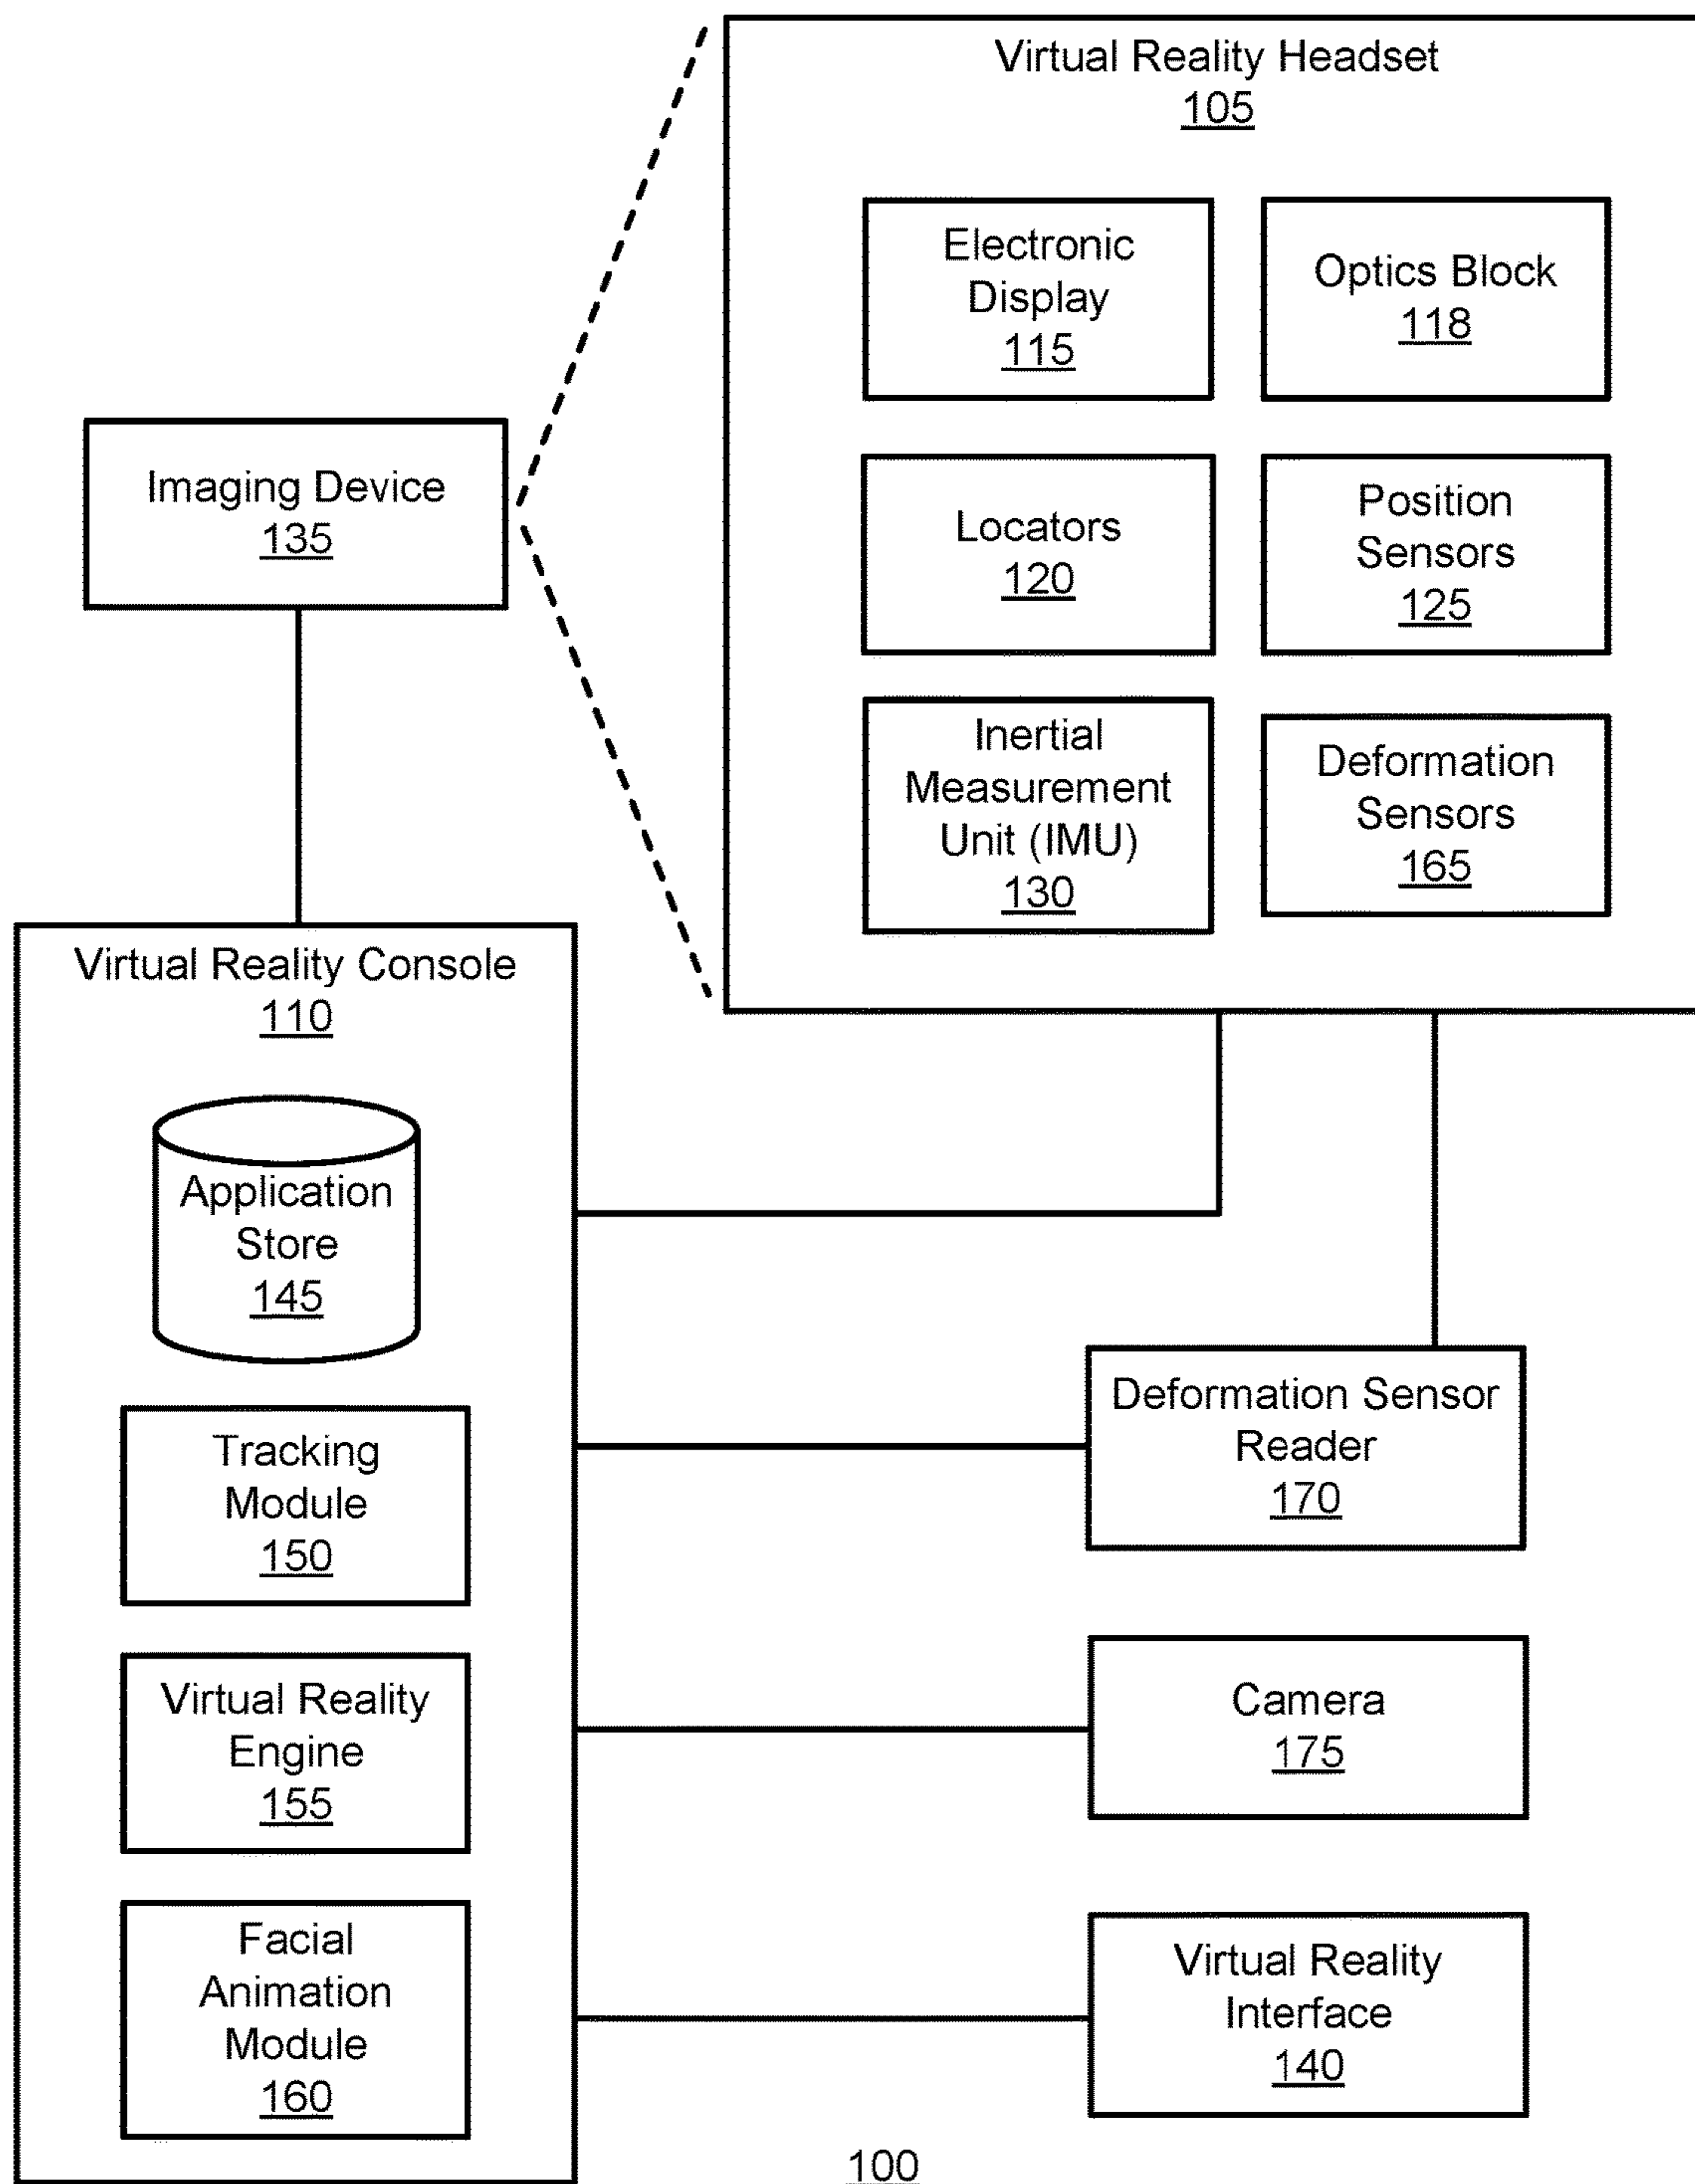 Virtual Reality Headset
105
Electronic
Display
115
Optics Block
118
Imaging Device
135
Locators
120
Position
Sensors
125
Inertial
Measurement
Unit (IMU)
130
Deformation
Sensors
165
Virtual Reality Console
110
Application
Store
145
Tracking
Module
150
Virtual Reality
Engine
155
Facial
Animation
Module
160
Deformation Sensor
Reader
170
Camera
175
Virtual Reality
Interface
140
100